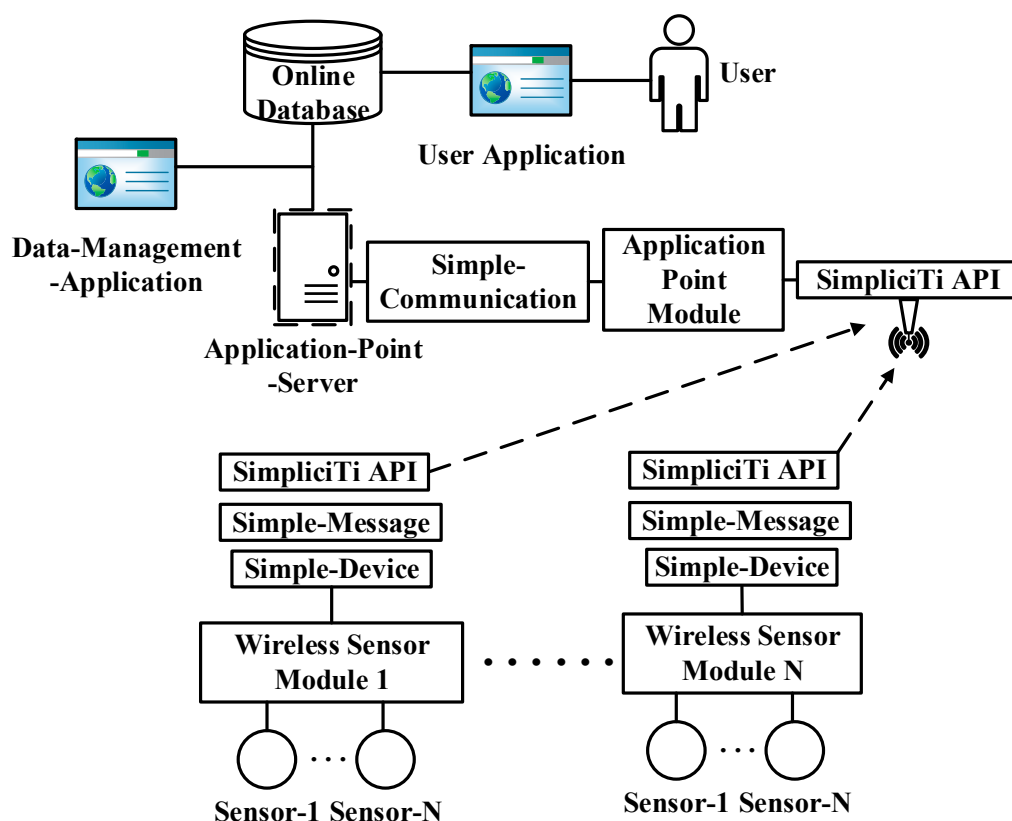 Online
Database
User
User Application
Data-Management
-Application
Simple-
Communication
Application
Point
Module
SimpliciTi API
Application-Point
-Server
SimpliciTi API
Simple-Message
Simple-Device
Wireless Sensor
Module 1
Sensor-1 Sensor-N
SimpliciTi API
Simple-Message
Simple-Device
Wireless Sensor
Module N
Sensor-1 Sensor-N